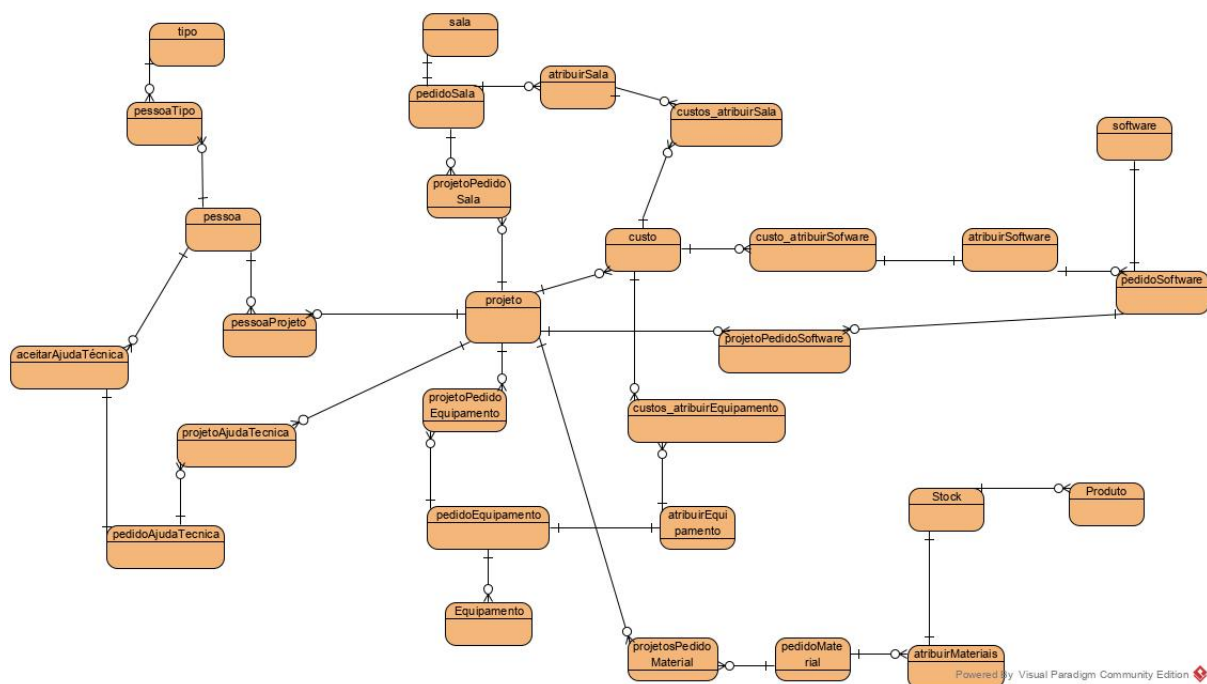 tipo
sala
pessoaTipo
pedidoSala
atribuirSala
custos_atribuirSala
software
projetoPedido
Sala
pessoa
custo
custo_atribuirSofware
atribuirSoftware
pedidoSoftware
projeto
pessoaProjeto
projetoPedidoSoftware
aceitarAjudaTécnica
projetoPedido
Equipamento
custos_atribuirEquipamento
projetoAjudaTecnica
Stock
Produto
pedidoAjudaTecnica
pedidoEquipamento
atribuirEqui
pamento
Equipamento
projetosPedido
Material
pedidoMate
rial
atribuirMateriais
Powered By Visual Paradigm Community Edition